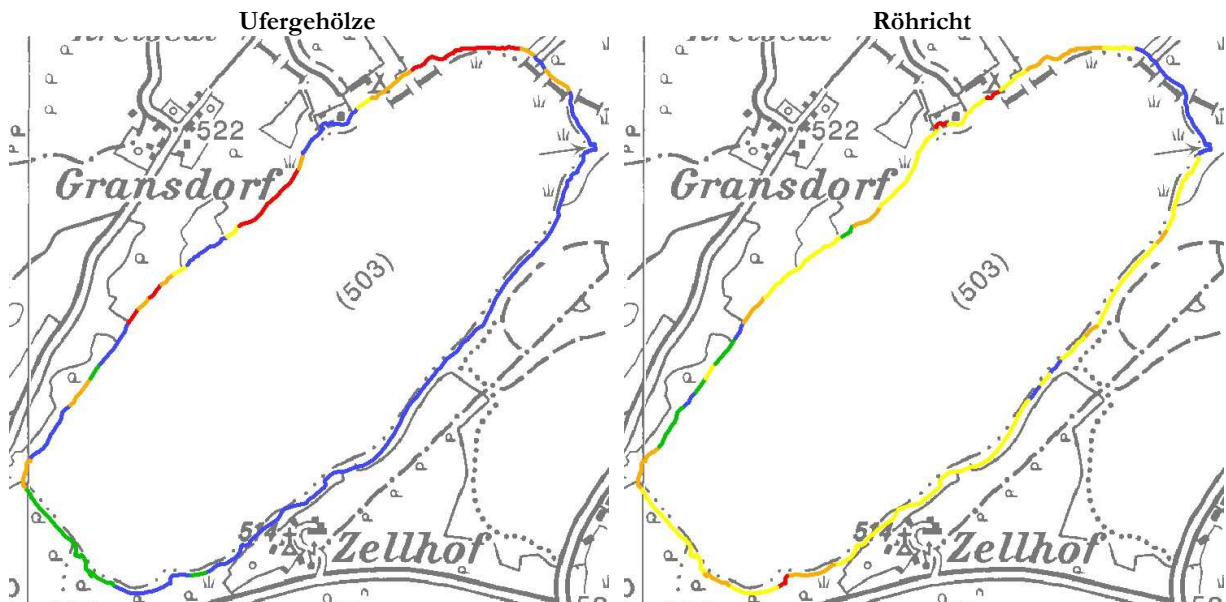 Ufergehölze
Röhricht
522
Gransdorf
(503)
Zellhof
522
Gransdorf
(503)
Zellhof